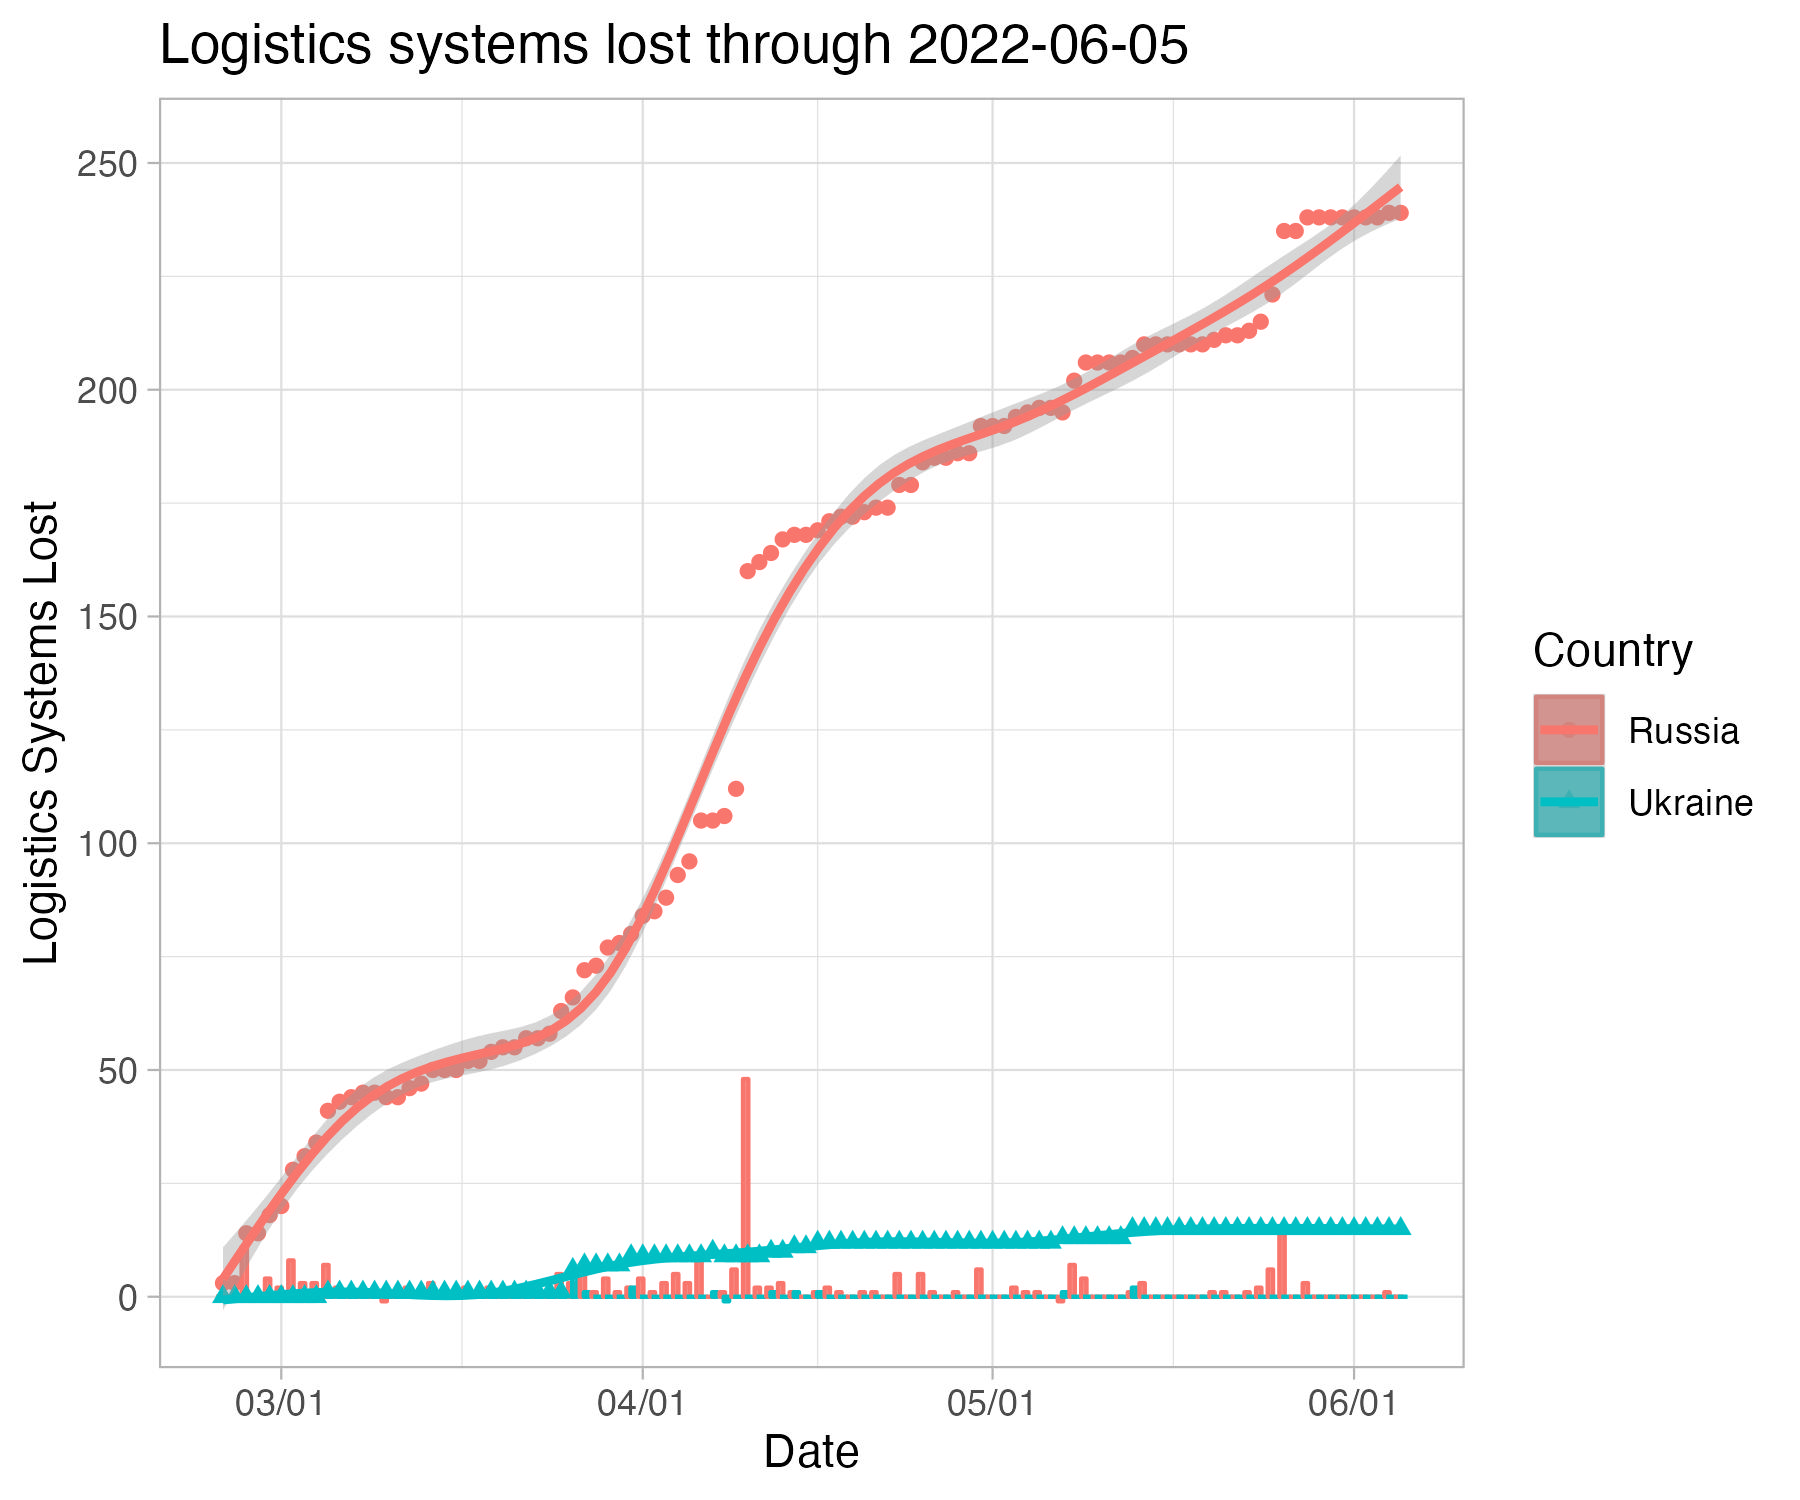 Logistics systems lost through 2022-06-05
Logistics Systems Lost
250
200
150
100
50
0
03/01 04/01 05/01 06/01
Date
Country
Russia
Ukraine